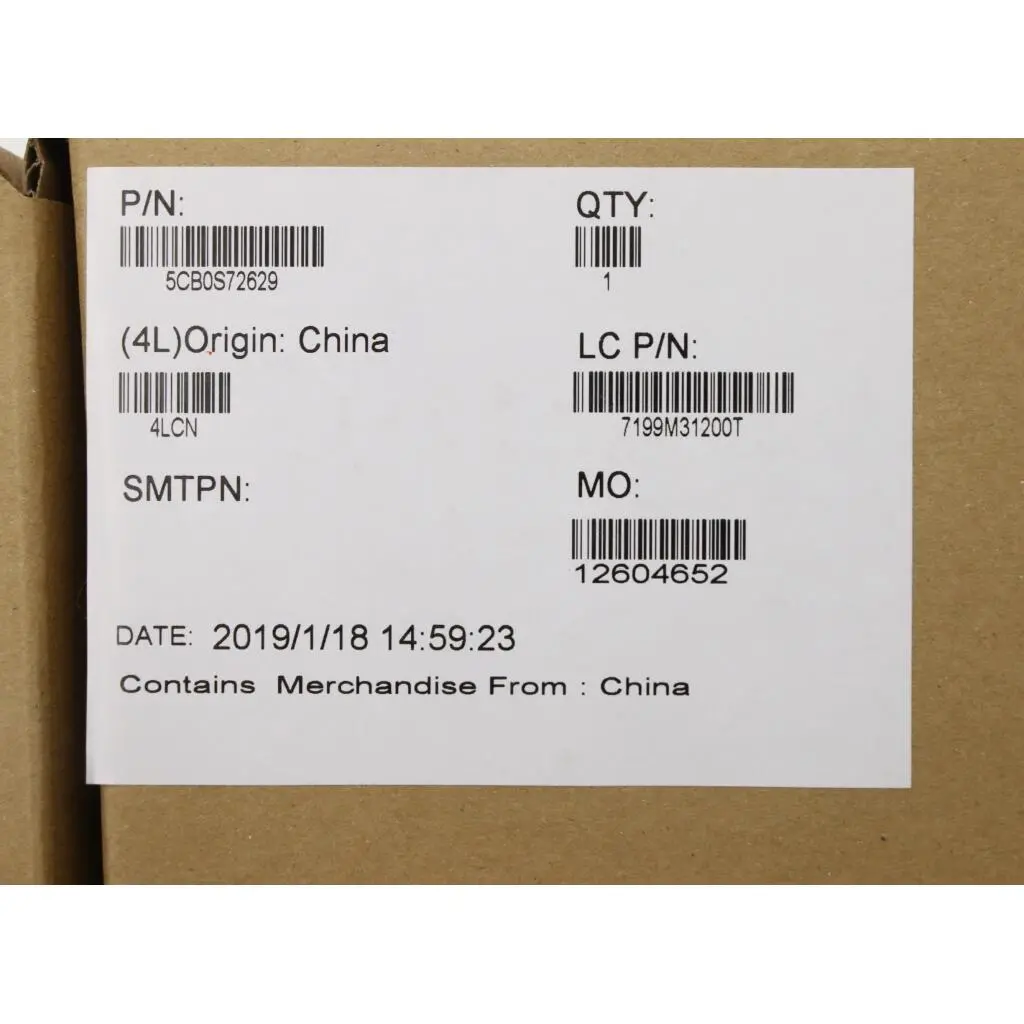 P/N:
5CB0S72629
QTY:
1
(4L)Origin: China
4LCN
LC P/N:
7199M31200T
SMTPN:
MO:
12604652
DATE: 2019/1/18 14:59:23
Contains Merchandise From : China